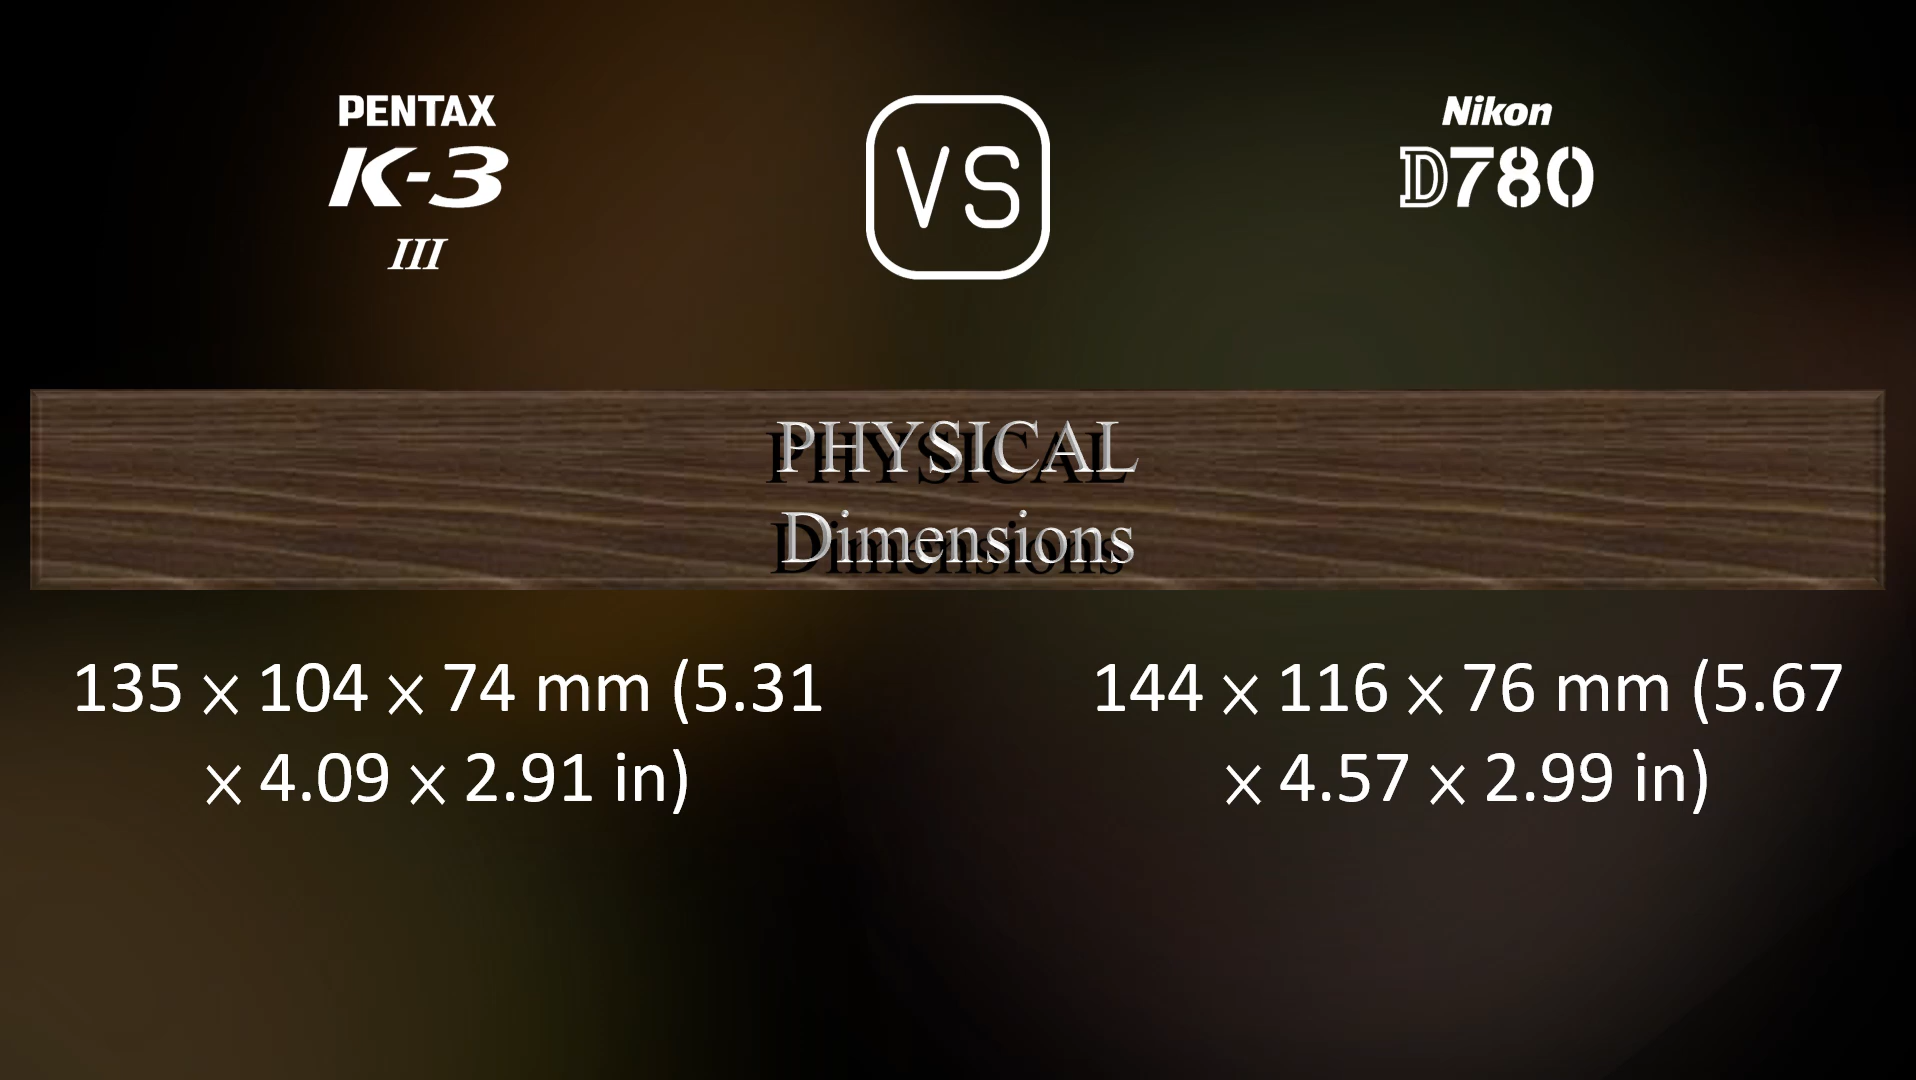 PENTAX
K-3
III
VS
Nikon
D780
PHYSICAL
Dimensions
135 x 104 x 74 mm (5.31
x 4.09 x 2.91 in)
144 x 116 x 76 mm (5.67
x 4.57 x 2.99 in)